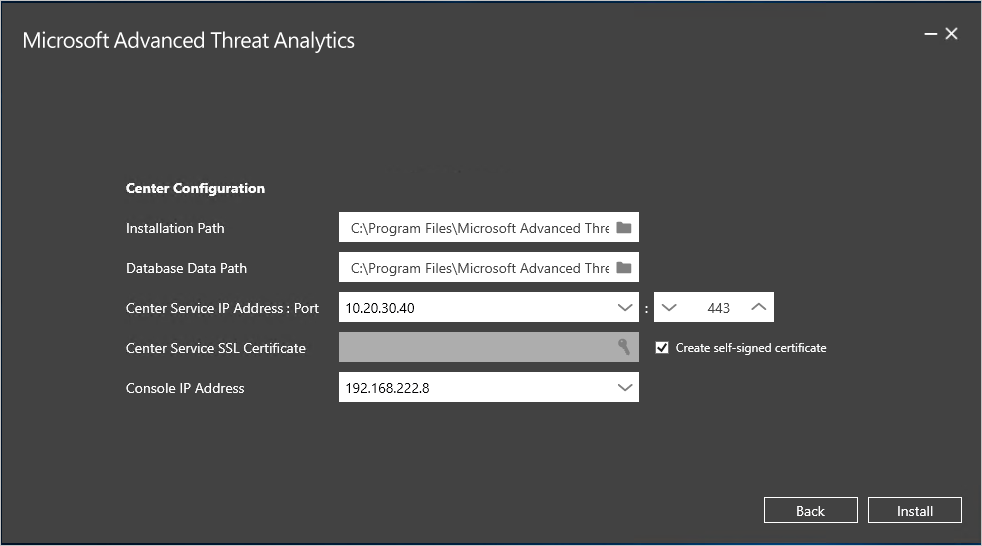 Microsoft Advanced Threat Analytics
Center Configuration
Installation Path C:\Program Files\Microsoft Advanced Thre
Database Data Path C:\Program Files\Microsoft Advanced Thre
Center Service IP Address : Port 10.20.30.40 : 443
Center Service SSL Certificate Create self-signed certificate
Console IP Address 192.168.222.8
Back Install